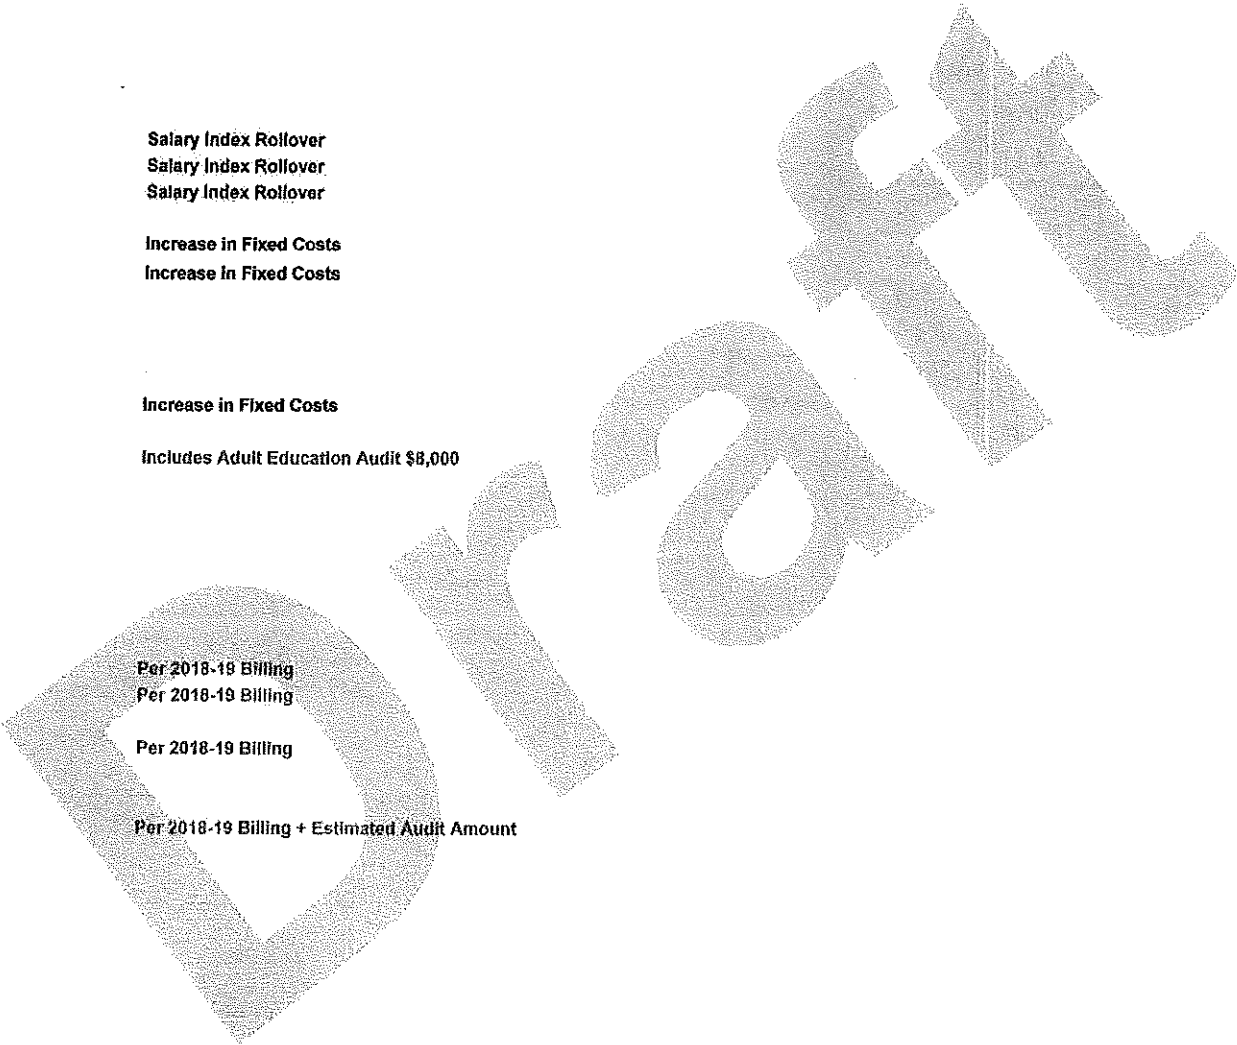 Salary Index Rollover
Salary Index Rollover
Salary Index Rollover
Increase in Fixed Costs
Increase in Fixed Costs
Increase in Fixed Costs
Includes Adult Education Audit $8,000
Per 2018-19 Billing
Per 2018-19 Billing
Per 2018-19 Billing
Per 2018-19 Billing + Estimated Audit Amount
Draft